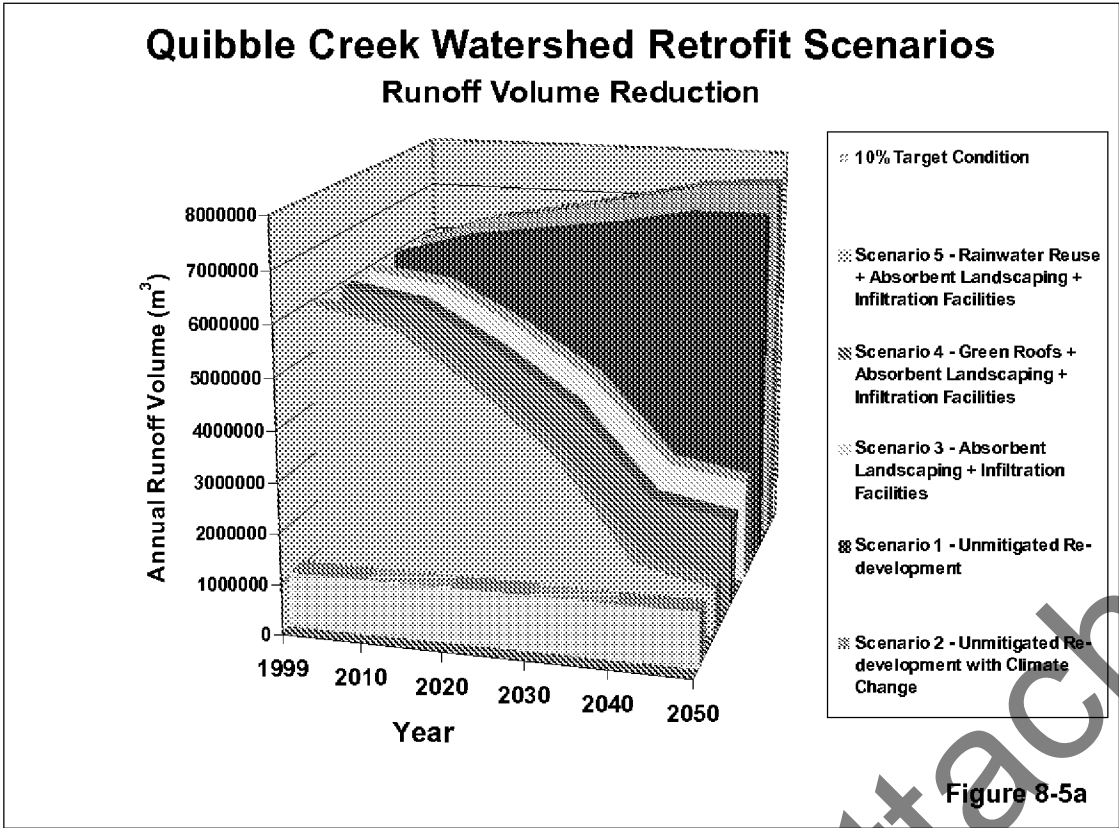 Quibble Creek Watershed Retrofit Scenarios
Runoff Volume Reduction
Annual Runoff Volume (m³)
8000000
7000000
6000000
5000000
4000000
3000000
2000000
1000000
0
1999
2010
2020
2030
2040
2050
Year
10% Target Condition
Scenario 5 - Rainwater Reuse
+ Absorbent Landscaping +
Infiltration Facilities
Scenario 4 - Green Roofs +
Absorbent Landscaping +
Infiltration Facilities
Scenario 3 - Absorbent
Landscaping + Infiltration
Facilities
Scenario 1 - Unmitigated Re-
development
Scenario 2 - Unmitigated Re-
development with Climate
Change
Figure 8-5a